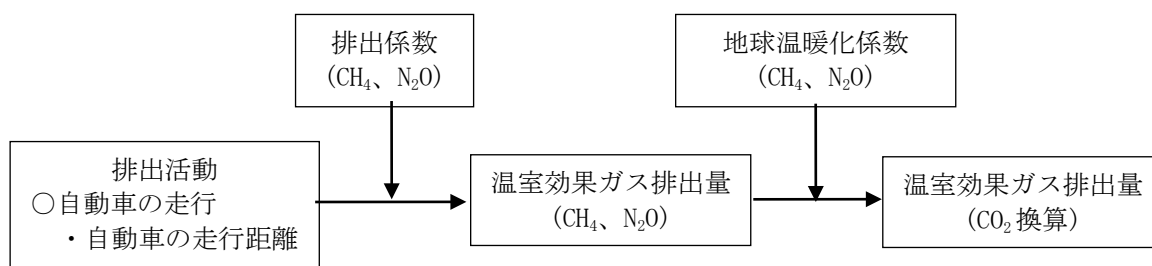 排出係数
(CH₄、N₂O)
地球温暖化係数
(CH₄、N₂O)
排出活動
○自動車の走行
・自動車の走行距離
温室効果ガス排出量
(CH₄、N₂O)
温室効果ガス排出量
(CO₂換算)